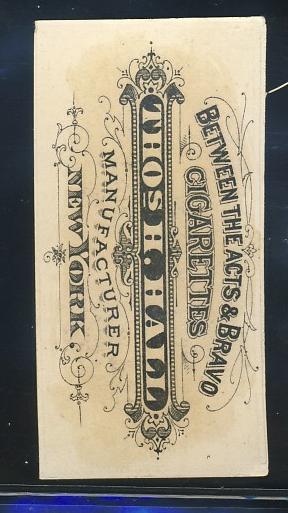 BETWEEN THE ACTS & BRAVO
CIGARETTES
THOS H HALL
MANUFACTURER
NEW YORK